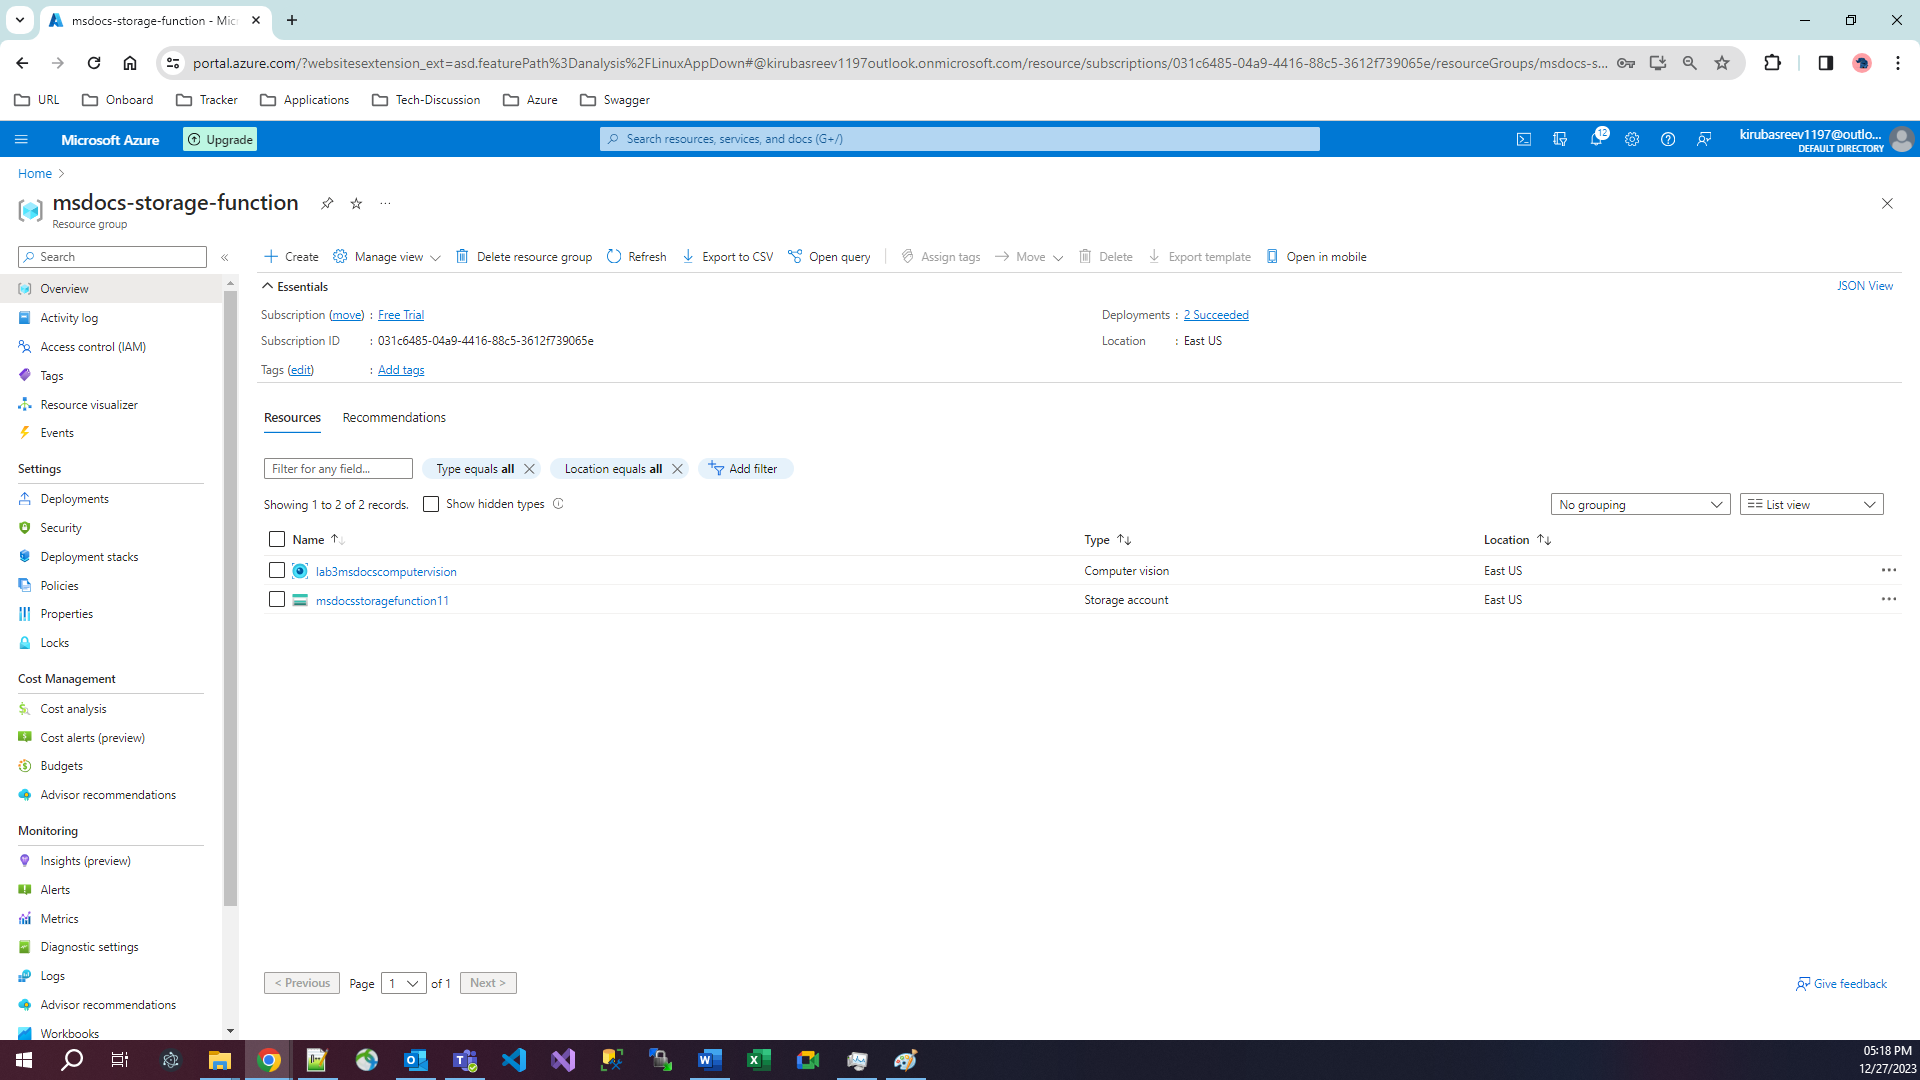 msdocs-storage-function - Mic
portal.azure.com/?websitesextension_ext=asd.featurePath%3Danalysis%2FLinuxAppDown#@kirubasreev1197outlook.onmicrosoft.com/resource/subscriptions/031c6485-04a9-4416-88c5-3612f739065e/resourceGroups/msdocs-s...
URL Onboard Tracker Applications Tech-Discussion Azure Swagger
Microsoft Azure Upgrade Search resources, services, and docs (G+/) 12 kirubasreev1197@outlo...
DEFAULT DIRECTORY
Home >
msdocs-storage-function ...
Resource group
Search «
Create Manage view Delete resource group Refresh Export to CSV Open query Assign tags Move Delete Export template Open in mobile
Overview
Activity log
Access control (IAM)
Tags
Resource visualizer
Events
Settings
Deployments
Security
Deployment stacks
Policies
Properties
Locks
Cost Management
Cost analysis
Cost alerts (preview)
Budgets
Advisor recommendations
Monitoring
Insights (preview)
Alerts
Metrics
Diagnostic settings
Logs
Advisor recommendations
Workbooks
Essentials JSON View
Subscription (move) : Free Trial
Subscription ID : 031c6485-04a9-4416-88c5-3612f739065e
Tags (edit) : Add tags
Deployments : 2 Succeeded
Location : East US
Resources Recommendations
Filter for any field... Type equals all Location equals all Add filter
Showing 1 to 2 of 2 records. Show hidden types No grouping List view
Name Type Location
lab3msdocscomputervision Computer vision East US ...
msdocsstoragefunction11 Storage account East US ...
< Previous Page 1 of 1 Next > Give feedback
05:18 PM
12/27/2023